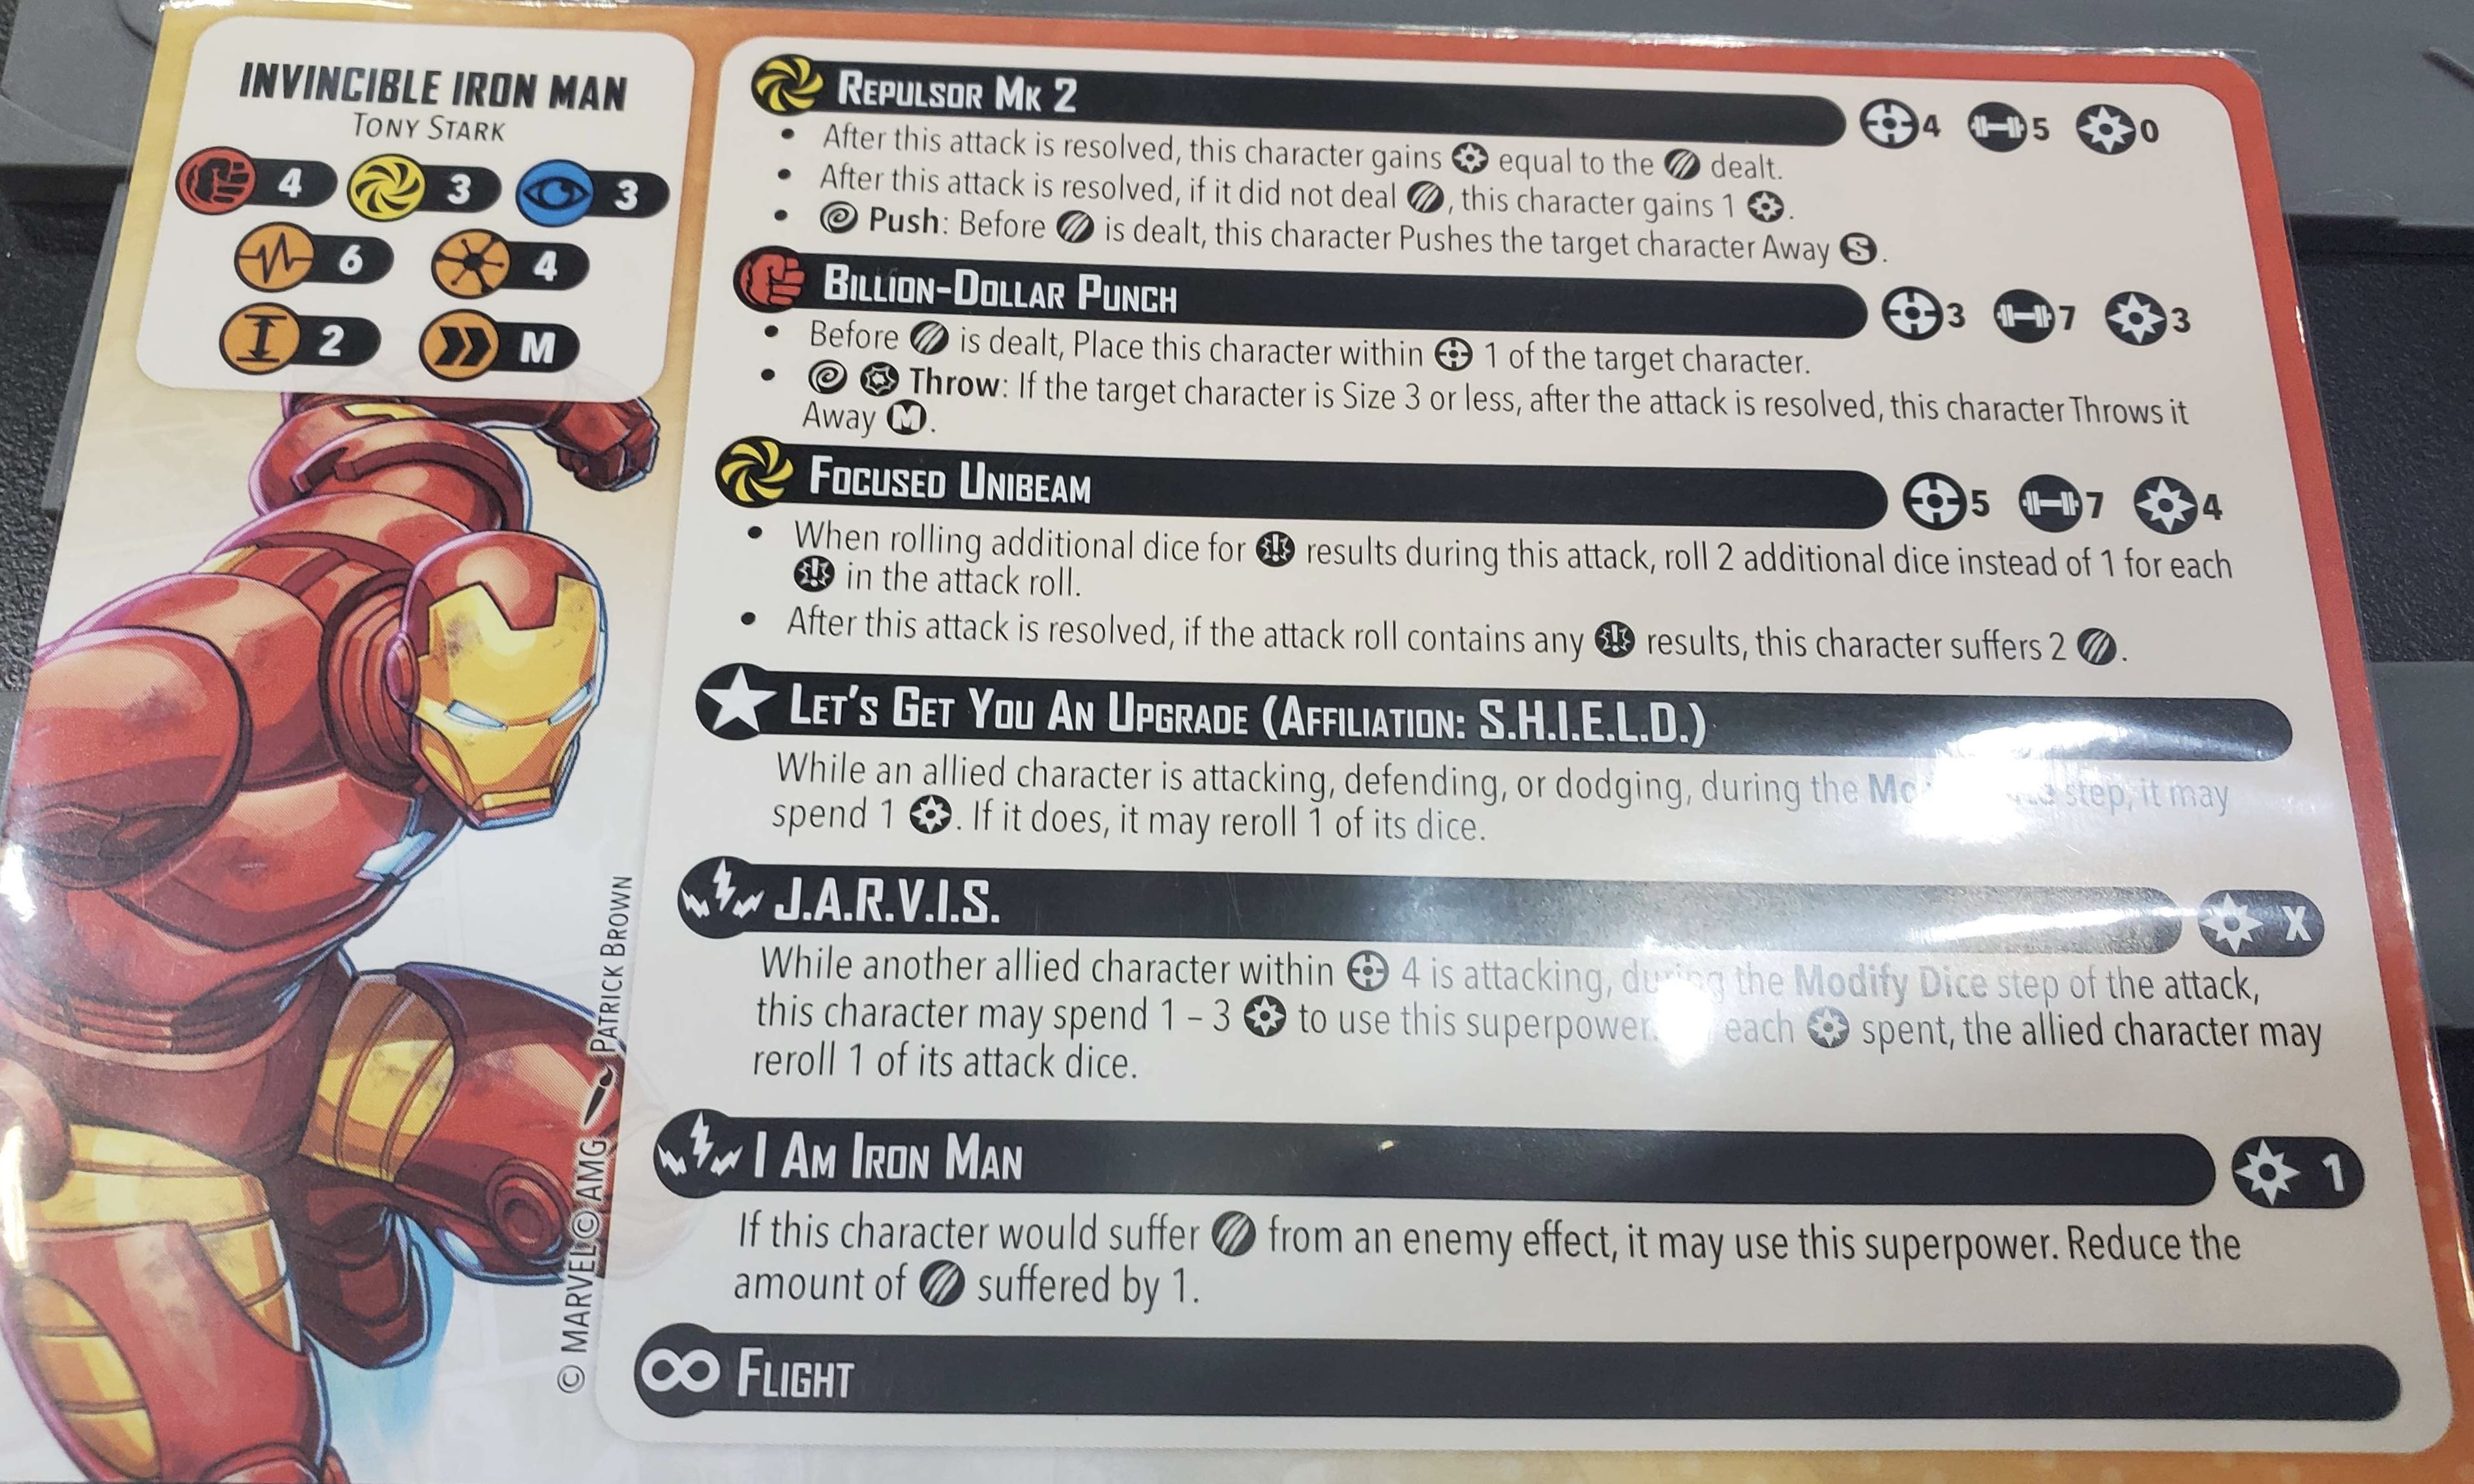 INVINCIBLE IRON MAN
TONY STARK
4 3 3
6 4
2 M
REPULSOR MK 2 4 5 0
• After this attack is resolved, this character gains equal to the dealt.
• After this attack is resolved, if it did not deal , this character gains 1 .
• Push: Before is dealt, this character Pushes the target character Away S.
BILLION-DOLLAR PUNCH 3 7 3
• Before is dealt, Place this character within 1 of the target character.
• Throw: If the target character is Size 3 or less, after the attack is resolved, this character Throws it
Away M.
FOCUSED UNIBEAM 5 7 4
• When rolling additional dice for results during this attack, roll 2 additional dice instead of 1 for each
in the attack roll.
• After this attack is resolved, if the attack roll contains any results, this character suffers 2 .
LET'S GET YOU AN UPGRADE (AFFILIATION: S.H.I.E.L.D.)
While an allied character is attacking, defending, or dodging, during the step, it may
spend 1 . If it does, it may reroll 1 of its dice.
J.A.R.V.I.S. X
While another allied character within 4 is attacking, during the Modify Dice step of the attack,
this character may spend 1 – 3 to use this superpower. each spent, the allied character may
reroll 1 of its attack dice.
I AM IRON MAN 1
If this character would suffer from an enemy effect, it may use this superpower. Reduce the
amount of suffered by 1.
FLIGHT
© MARVEL © AMG PATRICK BROWN